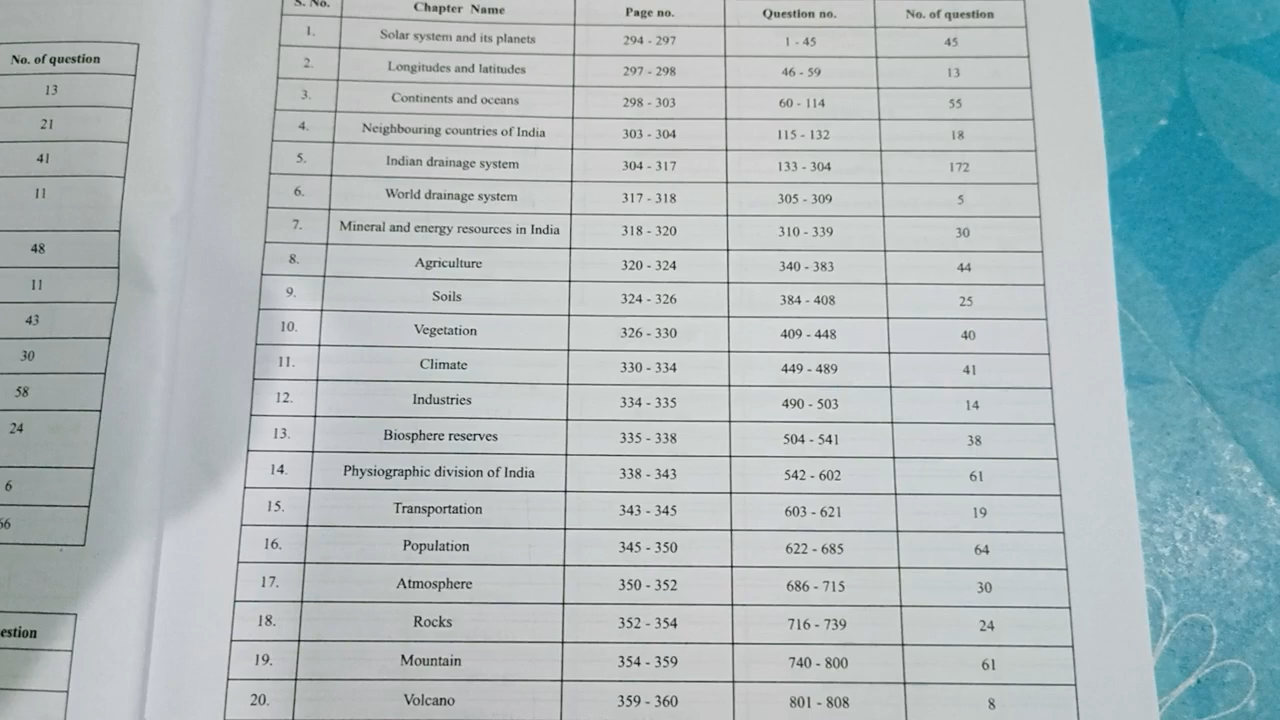 No. of question
13
21
41
11
48
11
43
30
58
24
6
66
estion
S. No. Chapter Name Page no. Question no. No. of question
1. Solar system and its planets 294 - 297 1 - 45 45
2. Longitudes and latitudes 297 - 298 46 - 59 13
3. Continents and oceans 298 - 303 60 - 114 55
4. Neighbouring countries of India 303 - 304 115 - 132 18
5. Indian drainage system 304 - 317 133 - 304 172
6. World drainage system 317 - 318 305 - 309 5
7. Mineral and energy resources in India 318 - 320 310 - 339 30
8. Agriculture 320 - 324 340 - 383 44
9. Soils 324 - 326 384 - 408 25
10. Vegetation 326 - 330 409 - 448 40
11. Climate 330 - 334 449 - 489 41
12. Industries 334 - 335 490 - 503 14
13. Biosphere reserves 335 - 338 504 - 541 38
14. Physiographic division of India 338 - 343 542 - 602 61
15. Transportation 343 - 345 603 - 621 19
16. Population 345 - 350 622 - 685 64
17. Atmosphere 350 - 352 686 - 715 30
18. Rocks 352 - 354 716 - 739 24
19. Mountain 354 - 359 740 - 800 61
20. Volcano 359 - 360 801 - 808 8